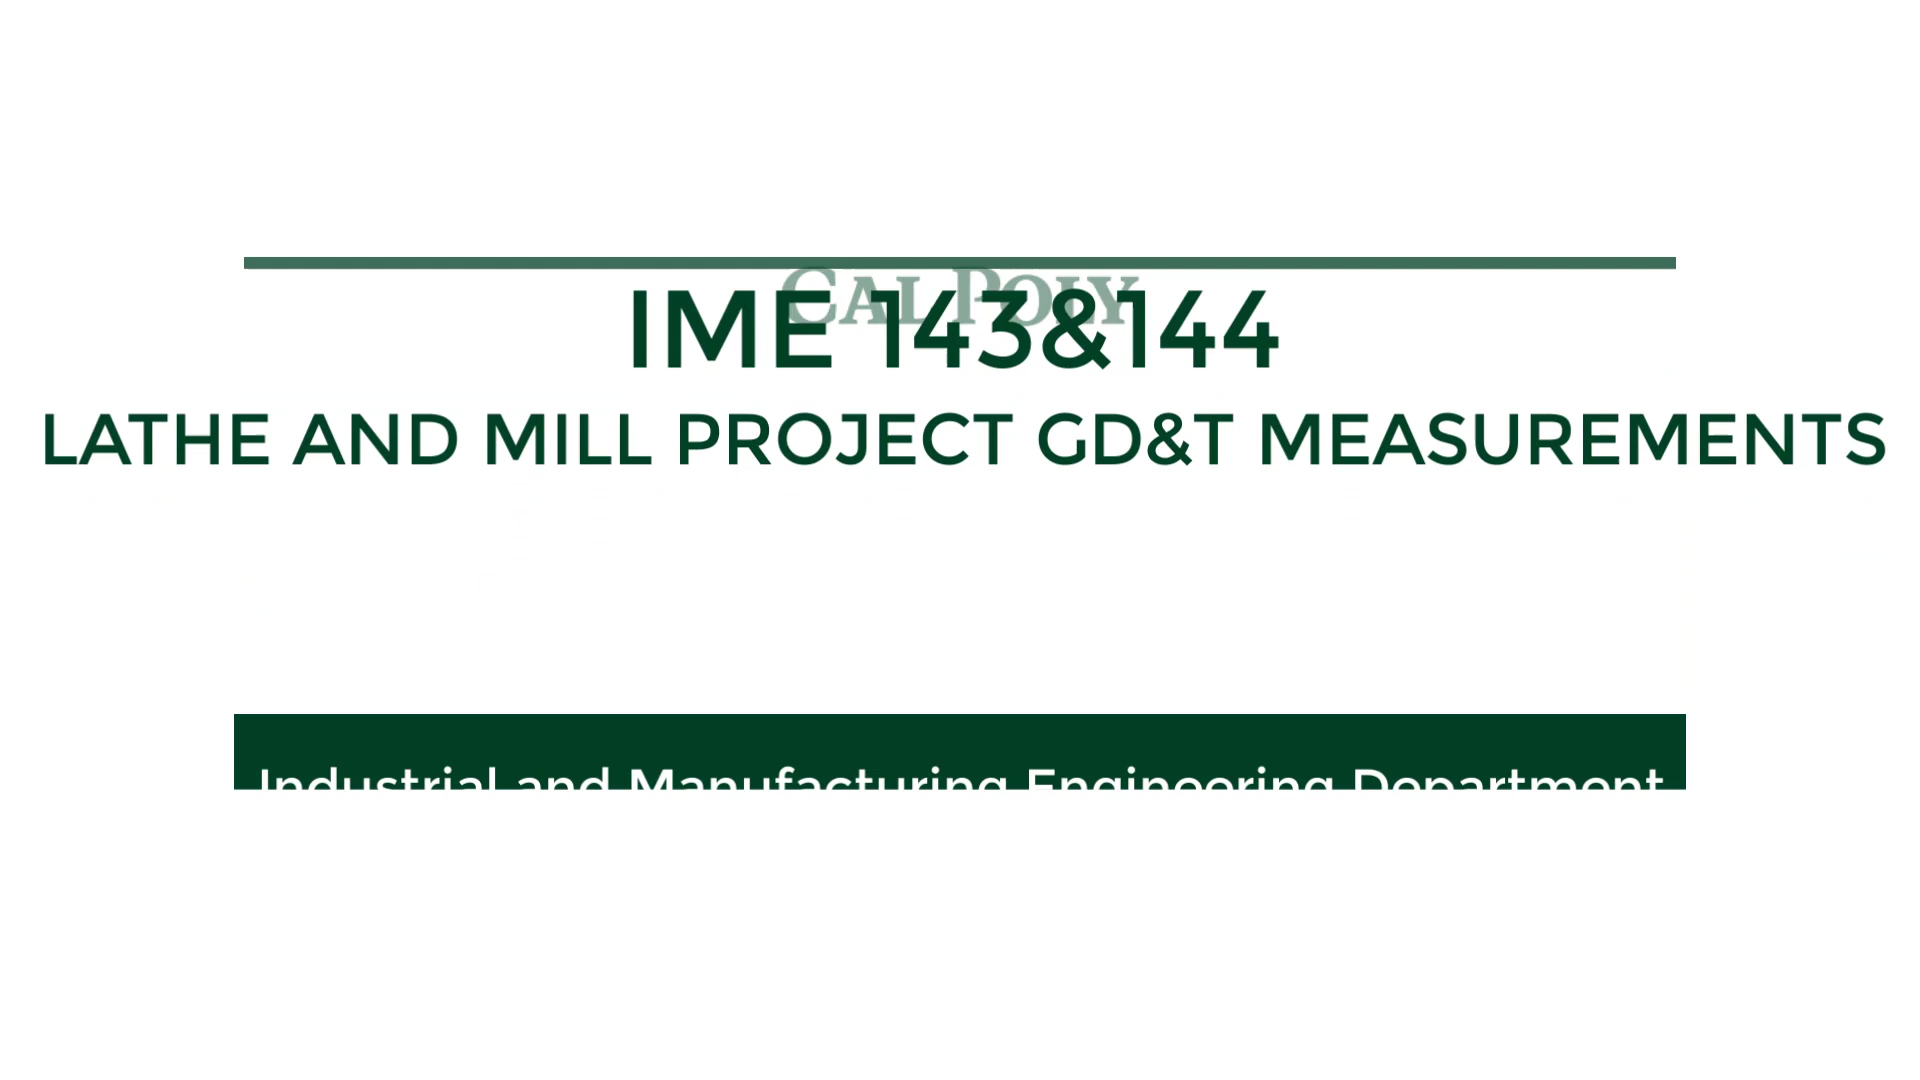 CAL POLY
IME 143&144
LATHE AND MILL PROJECT GD&T MEASUREMENTS
Industrial and Manufacturing Engineering Department